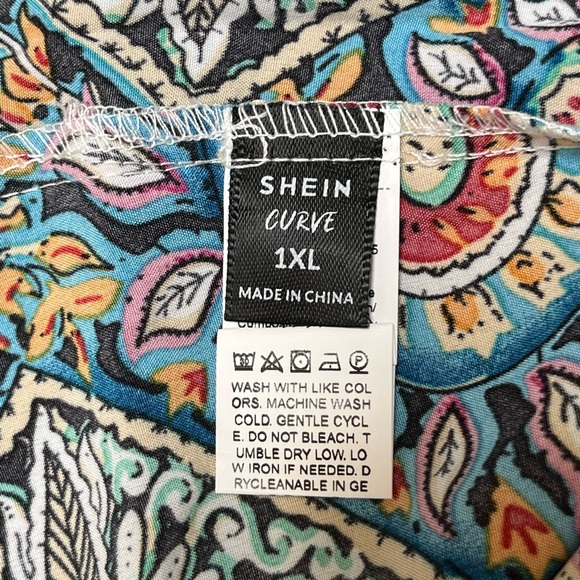 SHEIN
CURVE
1XL
MADE IN CHINA
30
P
WASH WITH LIKE COL
ORS. MACHINE WASH
COLD. GENTLE CYCL
E. DO NOT BLEACH. T
UMBLE DRY LOW. LO
W IRON IF NEEDED. D
RYCLEANABLE IN GE